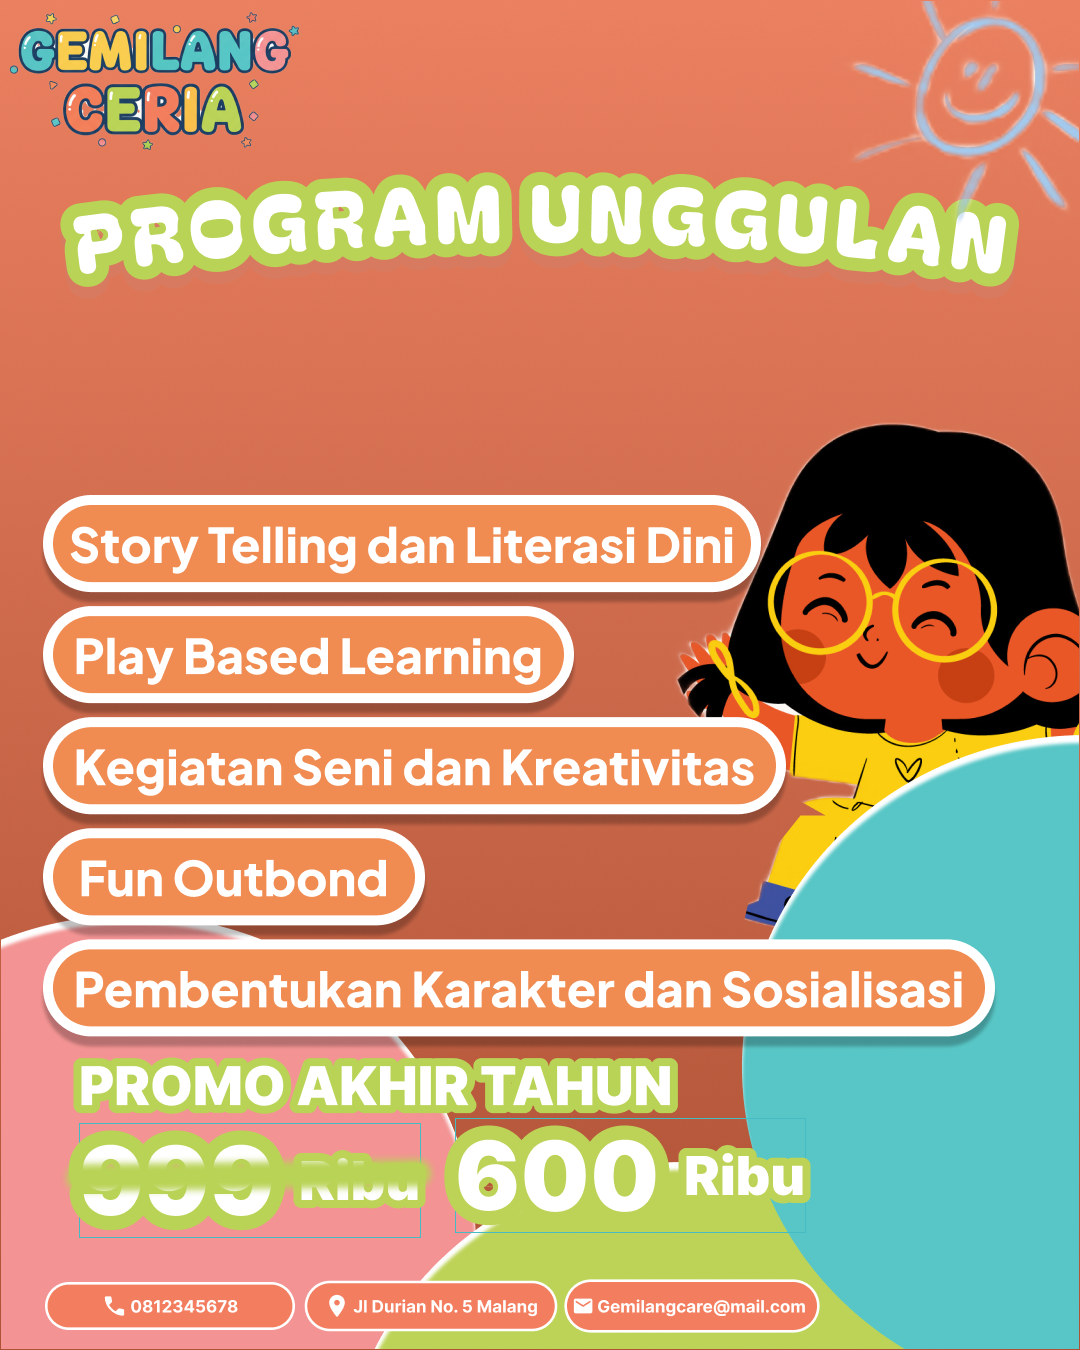 GEMILANG
CERIA
PROGRAM UNGGULAN
Story Telling dan Literasi Dini
Play Based Learning
Kegiatan Seni dan Kreativitas
Fun Outbond
Pembentukan Karakter dan Sosialisasi
PROMO AKHIR TAHUN
999 Ribu 600 Ribu
0812345678
Jl Durian No. 5 Malang
Gemilangcare@mail.com